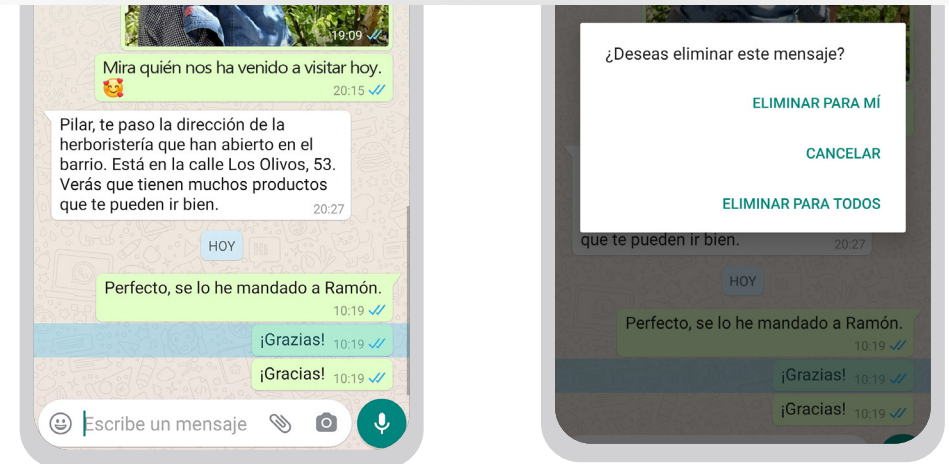 19:09
Mira quién nos ha venido a visitar hoy.
🥰
20:15
Pilar, te paso la dirección de la
herboristería que han abierto en el
barrio. Está en la calle Los Olivos, 53.
Verás que tienen muchos productos
que te pueden ir bien.
20:27
HOY
Perfecto, se lo he mandado a Ramón.
10:19
¡Grazias! 10:19
¡Gracias! 10:19
Escribe un mensaje
¿Deseas eliminar este mensaje?
ELIMINAR PARA MÍ
CANCELAR
ELIMINAR PARA TODOS
que te pueden ir bien.
20:27
HOY
Perfecto, se lo he mandado a Ramón.
10:19
¡Grazias! 10:19
¡Gracias! 10:19